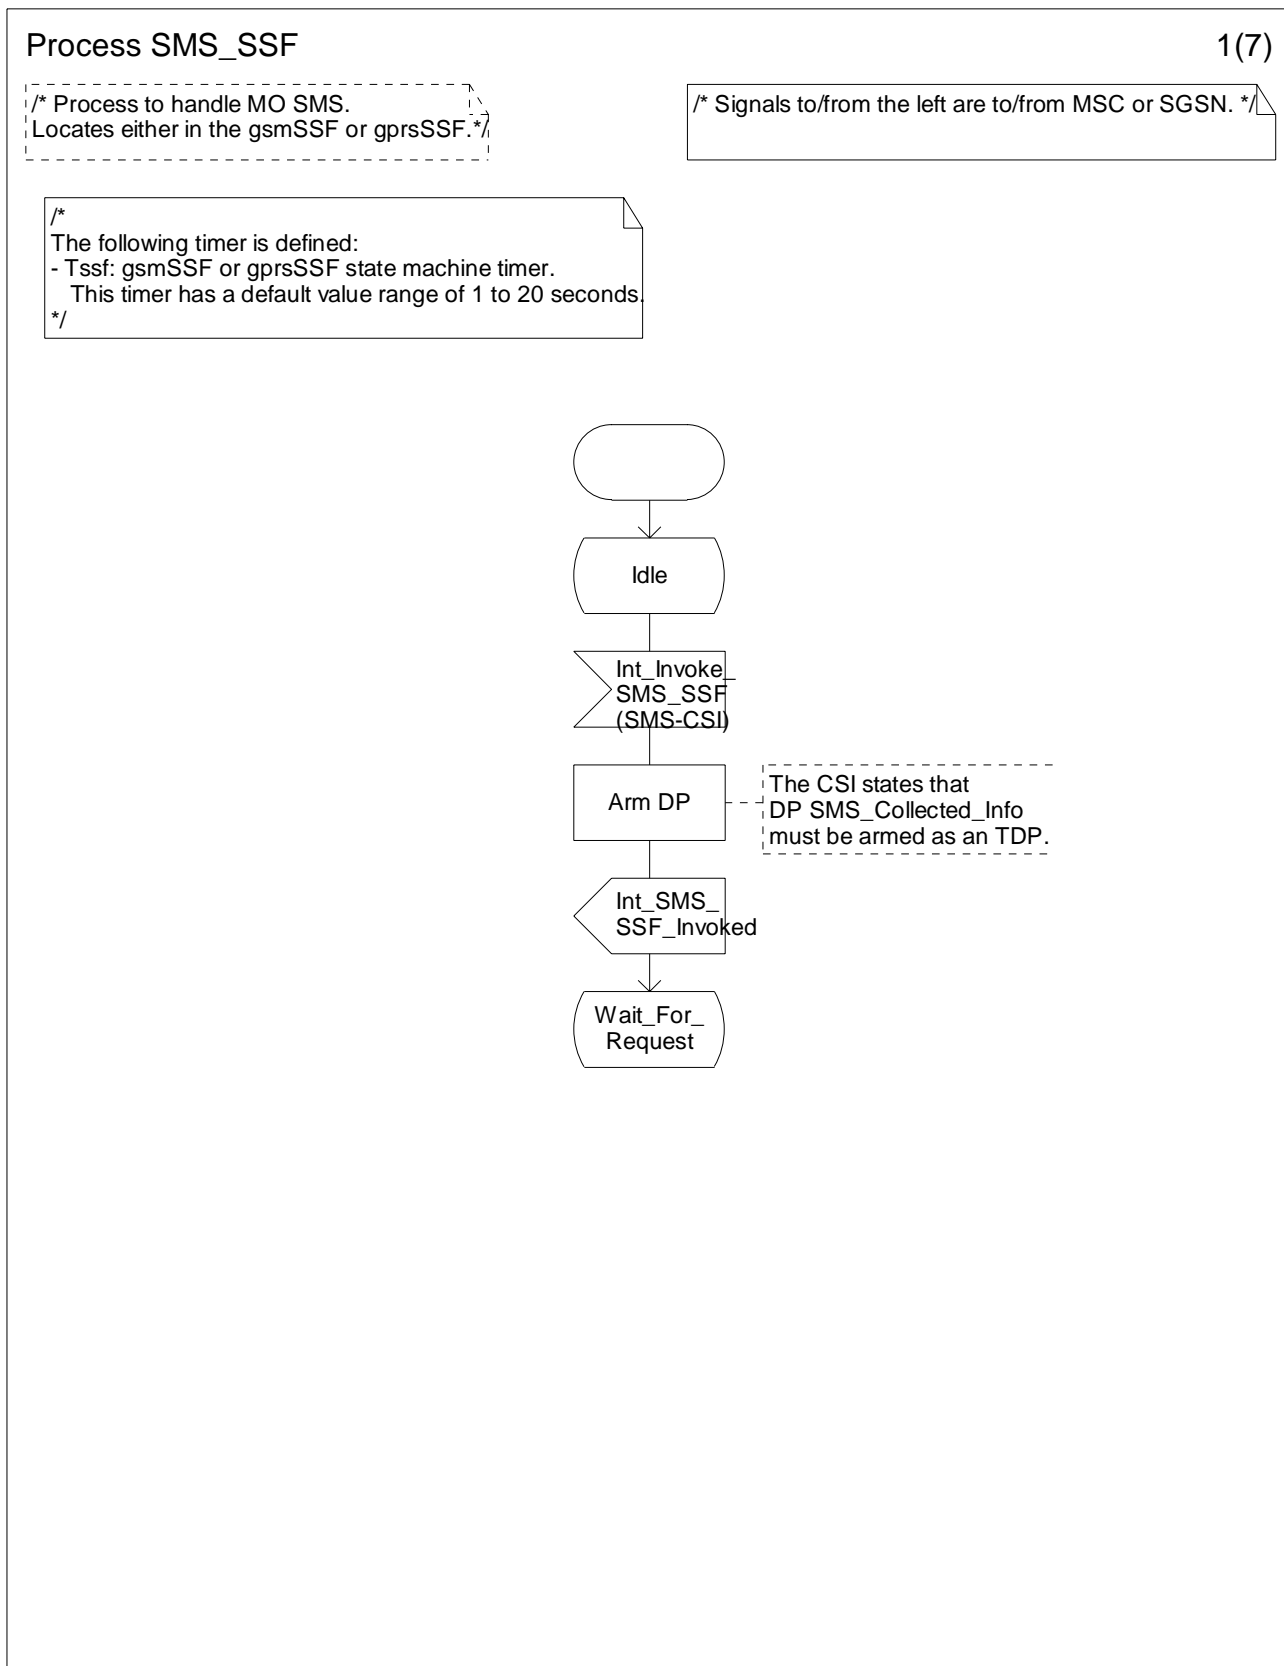 Process SMS_SSF
1(7)
/* Process to handle MO SMS.
Locates either in the gsmSSF or gprsSSF.*/
/* Signals to/from the left are to/from MSC or SGSN. */
/*
The following timer is defined:
- Tssf: gsmSSF or gprsSSF state machine timer.
This timer has a default value range of 1 to 20 seconds.
*/
Idle
Int_Invoke_
SMS_SSF
(SMS-CSI)
Arm DP
The CSI states that
DP SMS_Collected_Info
must be armed as an TDP.
Int_SMS_
SSF_Invoked
Wait_For_
Request